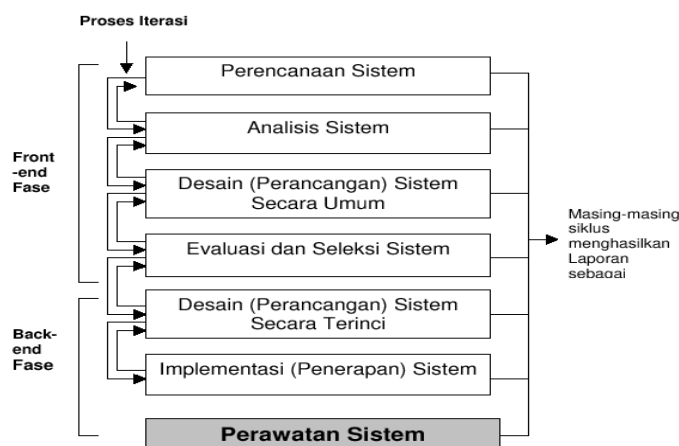 Proses Iterasi
Perencanaan Sistem
Analisis Sistem
Front
-end
Fase
Desain (Perancangan) Sistem
Secara Umum
Evaluasi dan Seleksi Sistem
Masing-masing
siklus
menghasilkan
Laporan
sebagai
Desain (Perancangan) Sistem
Secara Terinci
Back-
end
Fase
Implementasi (Penerapan) Sistem
Perawatan Sistem